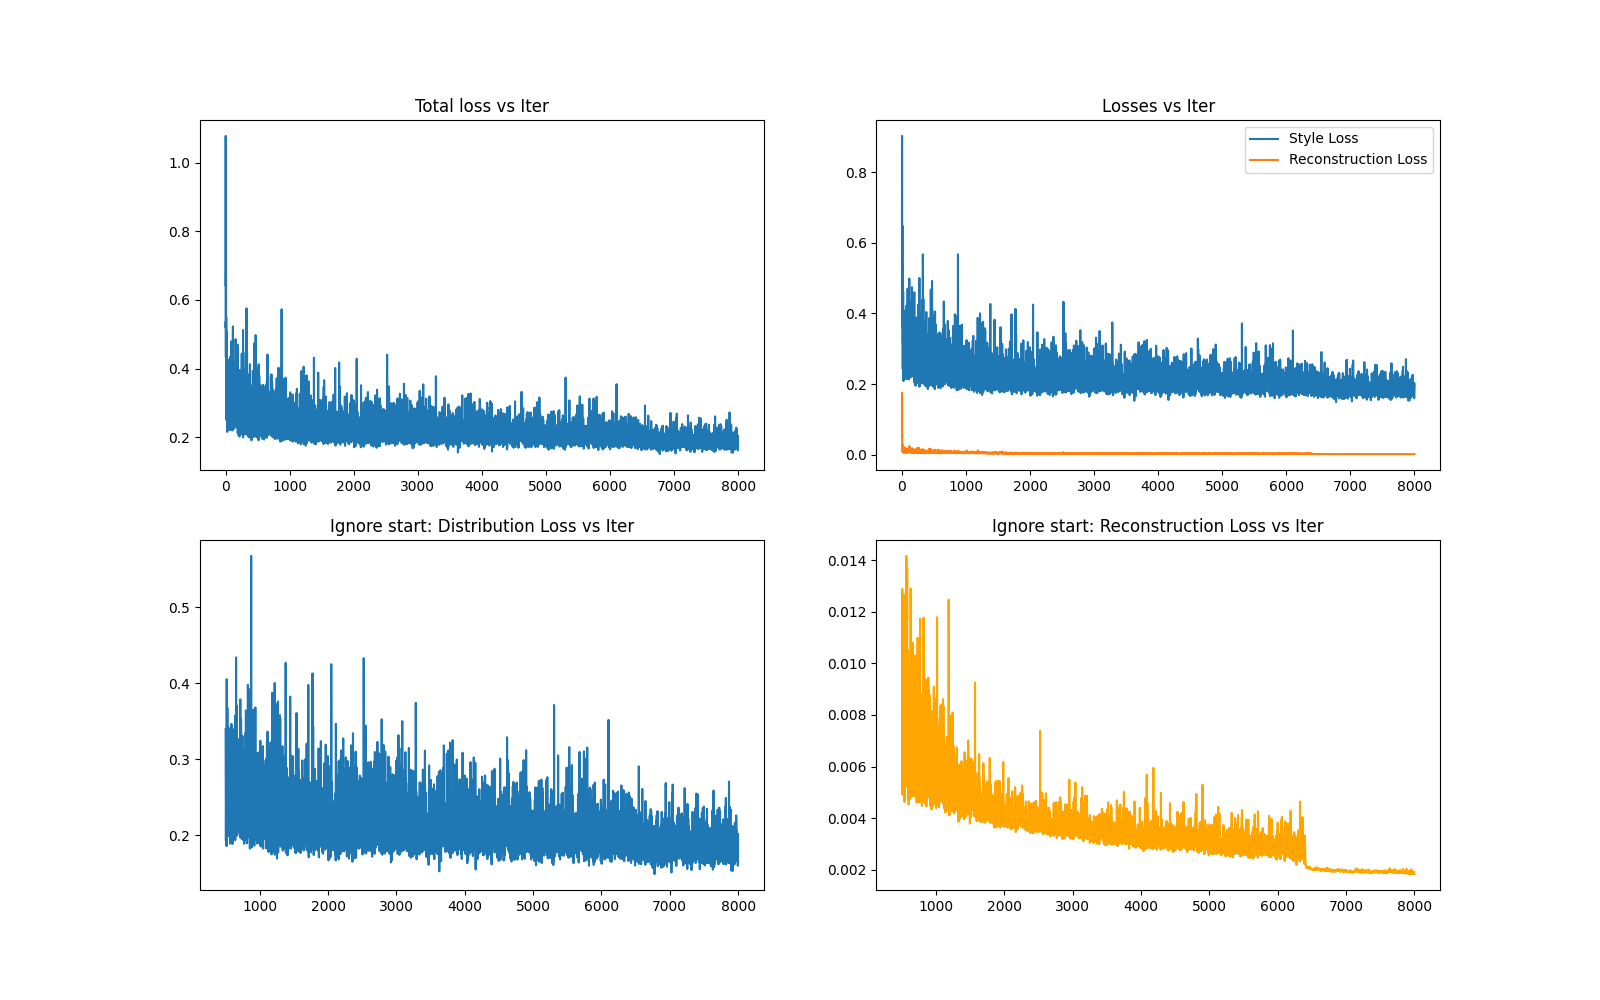 Total loss vs Iter
1.0
0.8
0.6
0.4
0.2
0 1000 2000 3000 4000 5000 6000 7000 8000
Losses vs Iter
Style Loss
Reconstruction Loss
0.8
0.6
0.4
0.2
0.0
0 1000 2000 3000 4000 5000 6000 7000 8000
Ignore start: Distribution Loss vs Iter
0.5
0.4
0.3
0.2
1000 2000 3000 4000 5000 6000 7000 8000
Ignore start: Reconstruction Loss vs Iter
0.014
0.012
0.010
0.008
0.006
0.004
0.002
1000 2000 3000 4000 5000 6000 7000 8000